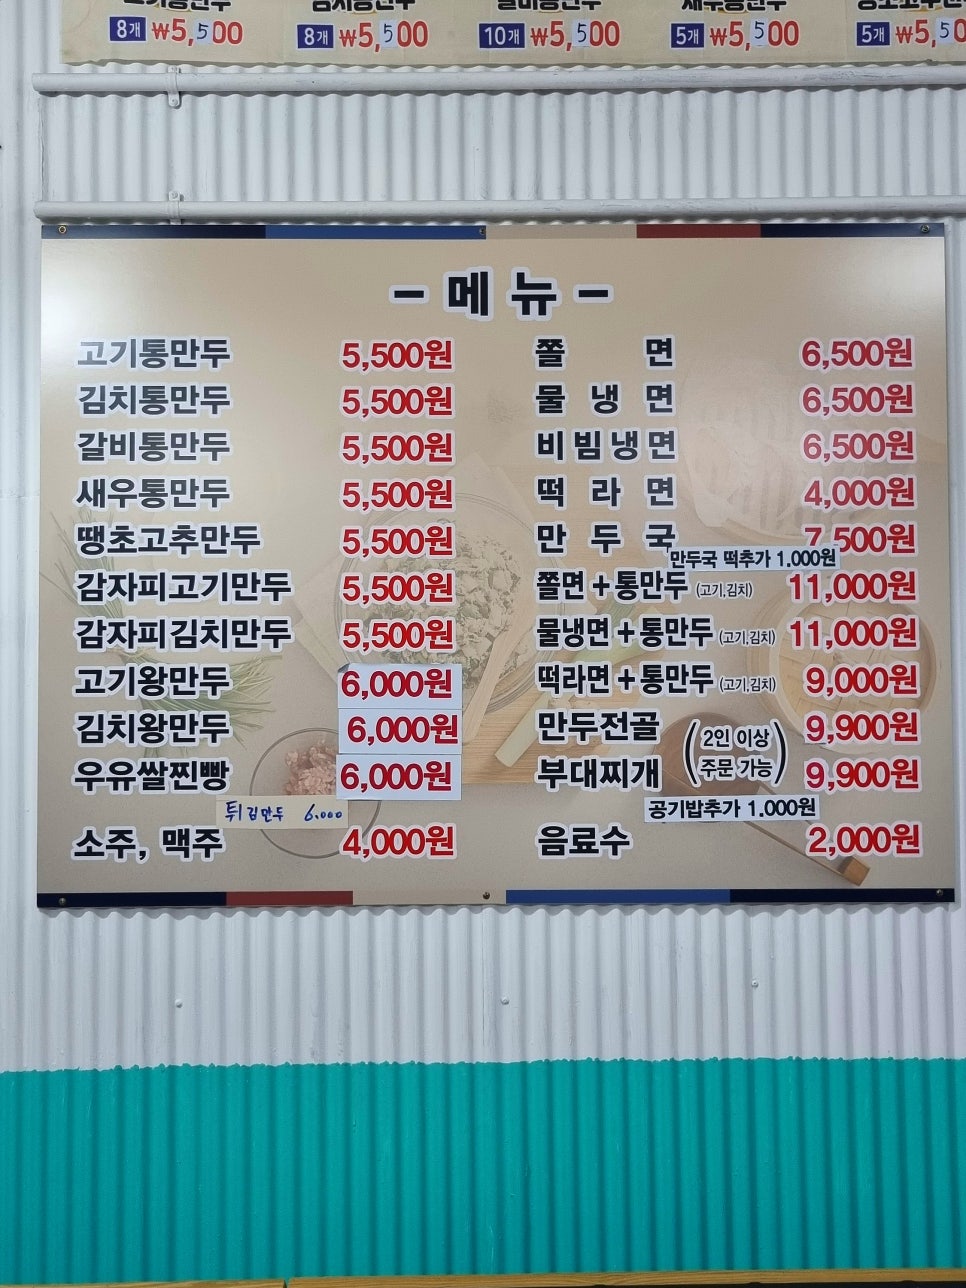 8개 ₩5,500 8개 ₩5,500 10개 ₩5,500 5개 ₩5,500 5개 ₩5,50
- 메뉴 -
고기통만두 5,500원
김치통만두 5,500원
갈비통만두 5,500원
새우통만두 5,500원
땡초고추만두 5,500원
감자피고기만두 5,500원
감자피김치만두 5,500원
고기왕만두 6,000원
김치왕만두 6,000원
우유쌀찐빵 6,000원
튀김만두 6.000
소주, 맥주 4,000원
쫄면 6,500원
물냉면 6,500원
비빔냉면 6,500원
떡라면 4,000원
만두국 7,500원
만두국 떡추가 1.000원
쫄면+통만두 (고기,김치) 11,000원
물냉면+통만두 (고기,김치) 11,000원
떡라면+통만두 (고기,김치) 9,000원
만두전골 (2인 이상 주문 가능) 9,900원
부대찌개 9,900원
공기밥추가 1.000원
음료수 2,000원